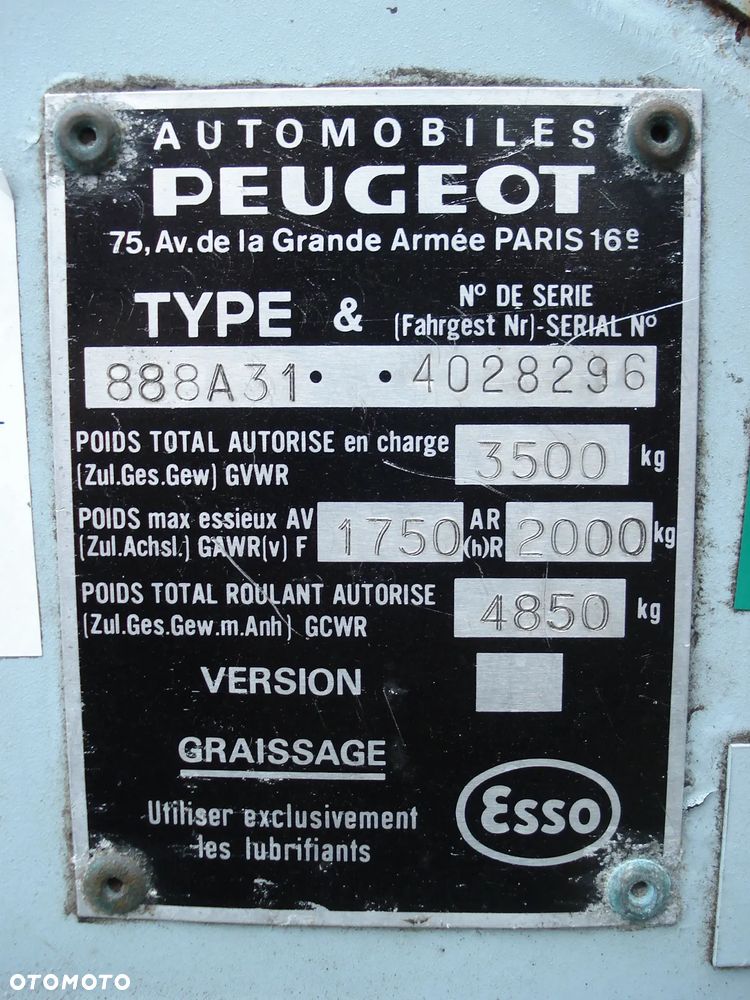 AUTOMOBILES
PEUGEOT
75, Av. de la Grande Armée PARIS 16e
TYPE & Nº DE SERIE
(Fahrgest Nr)-SERIAL Nº
888A31 • • 4028296
POIDS TOTAL AUTORISE en charge
(Zul.Ges.Gew) GVWR 3500 kg
POIDS max essieux AV AR
(Zul.Achsl.) GAWR(v) F 1750 (h)R 2000 kg
POIDS TOTAL ROULANT AUTORISE
(Zul.Ges.Gew.m.Anh) GCWR 4850 kg
VERSION
GRAISSAGE
Utiliser exclusivement
les lubrifiants
Esso
OTOMOTO